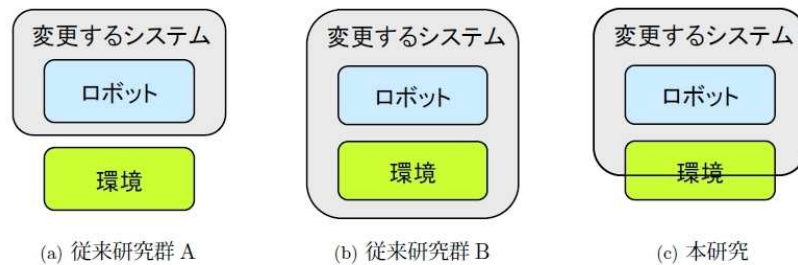 変更するシステム
ロボット
環境
(a) 従来研究群 A
変更するシステム
ロボット
環境
(b) 従来研究群 B
変更するシステム
ロボット
環境
(c) 本研究